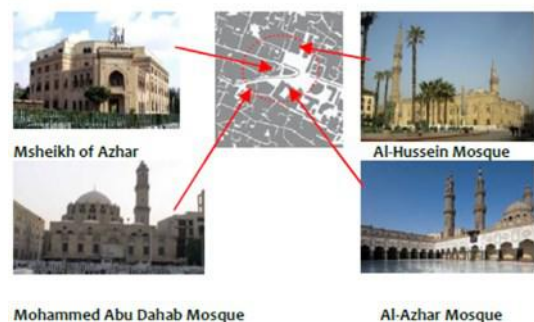 Msheikh of Azhar
Al-Hussein Mosque
Mohammed Abu Dahab Mosque
Al-Azhar Mosque